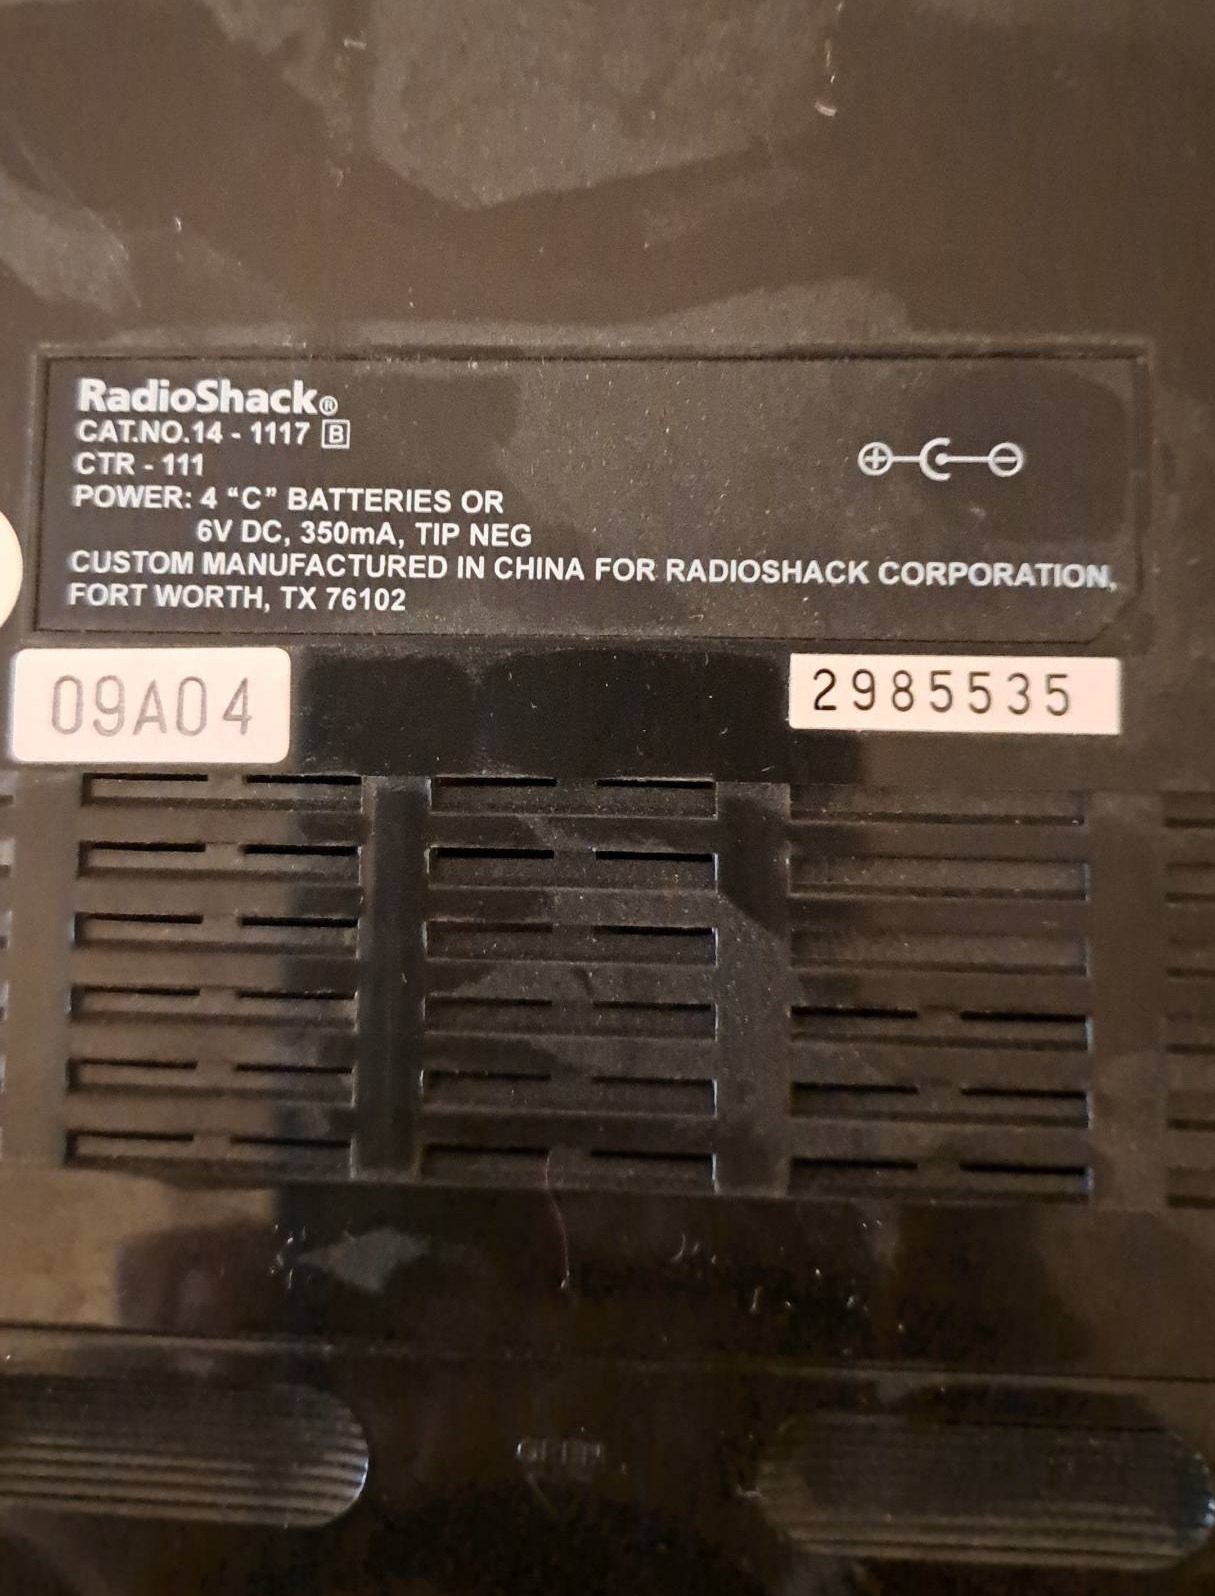 RadioShack®
CAT.NO.14 - 1117 B
CTR - 111
POWER: 4 “C” BATTERIES OR
6V DC, 350mA, TIP NEG
CUSTOM MANUFACTURED IN CHINA FOR RADIOSHACK CORPORATION,
FORT WORTH, TX 76102
09A04
2985535
OPEN